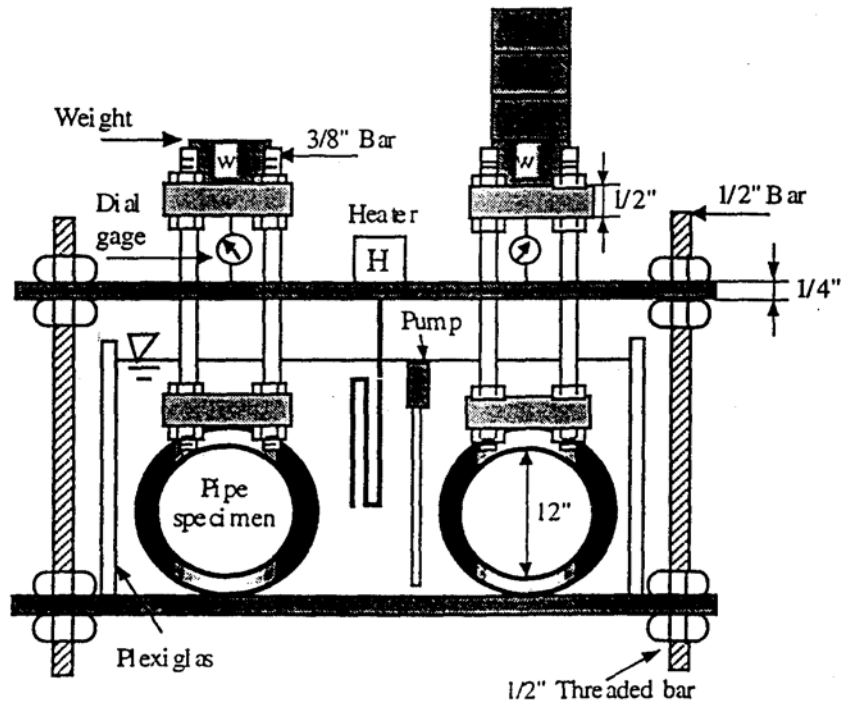 Weight
3/8" Bar
W
W
Dial
gage
Heater
H
1/2"
1/2" Bar
1/4"
Pump
Pipe
specimen
12"
Plexiglas
1/2" Threaded bar